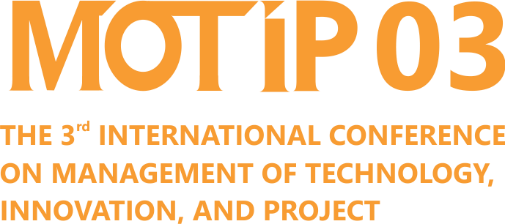 MOTiP 03
THE 3rd INTERNATIONAL CONFERENCE
ON MANAGEMENT OF TECHNOLOGY,
INNOVATION, AND PROJECT